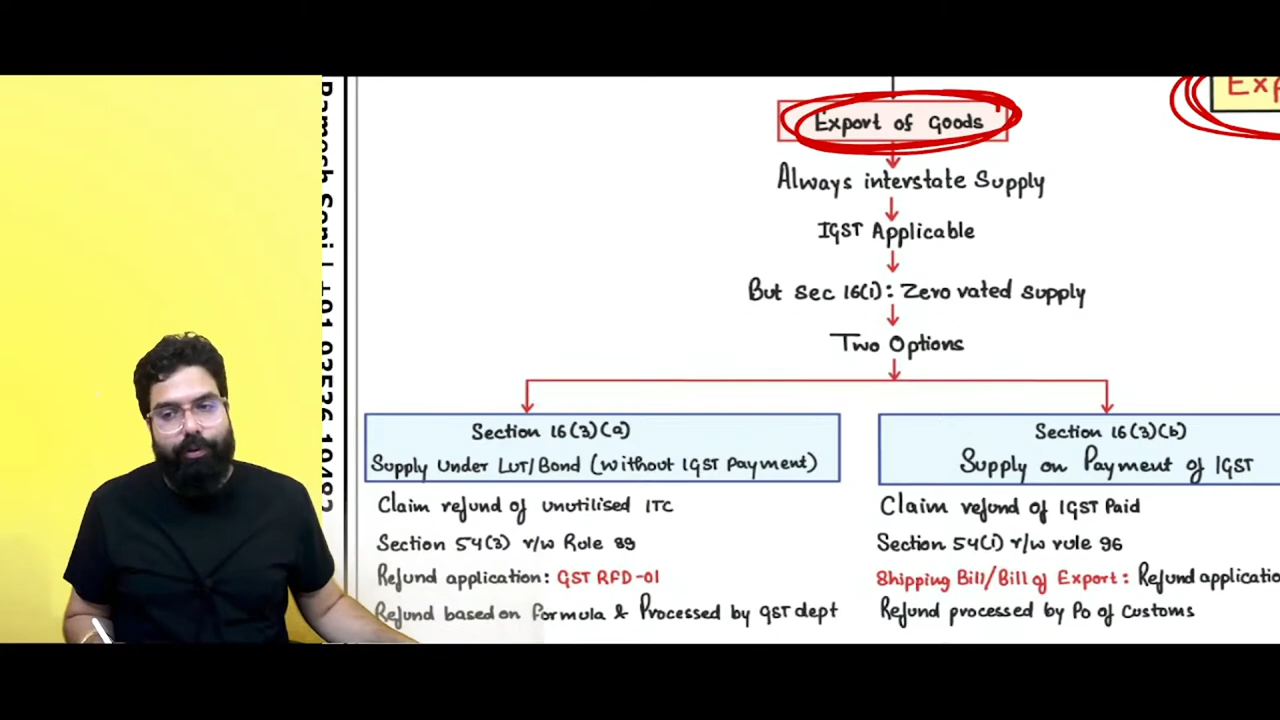 Exp
Export of Goods
Always interstate Supply
IGST Applicable
But Sec 16(1): Zero rated Supply
Two Options
Section 16(3)(a)
Supply Under LUT/Bond (without IGST Payment)
Claim refund of unutilised ITC
Section 54(3) r/w Rule 89
Refund application: GST RFD-01
Refund based on formula & Processed by GST dept
Section 16(3)(b)
Supply on Payment of IGST
Claim refund of IGST Paid
Section 54(1) r/w rule 96
Shipping Bill/Bill of Export: Refund applicatio
Refund processed by Po of Customs